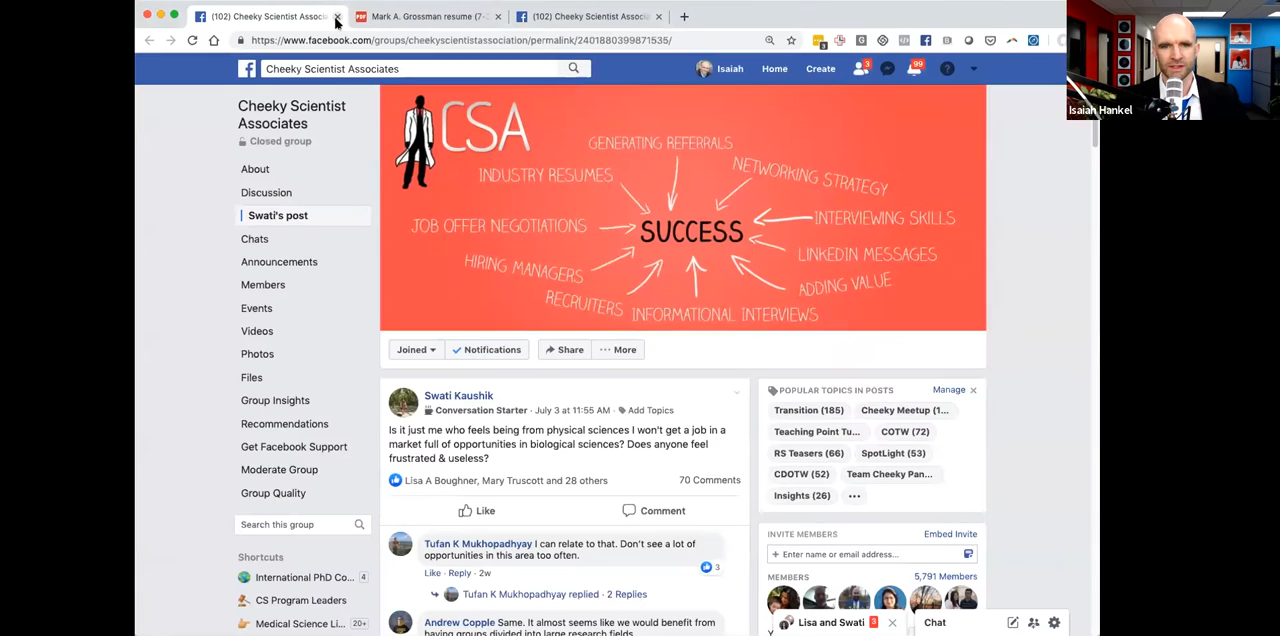 (102) Cheeky Scientist Associa
Mark A. Grossman resume (7-
(102) Cheeky Scientist Associa
https://www.facebook.com/groups/cheekyscientistassociation/permalink/2401880399871535/
Isaiah Hankel
Cheeky Scientist Associates
Isaiah
Home
Create
3
99
Cheeky Scientist
Associates
Closed group
About
Discussion
Swati's post
Chats
Announcements
Members
Events
Videos
Photos
Files
Group Insights
Recommendations
Get Facebook Support
Moderate Group
Group Quality
Search this group
Shortcuts
International PhD Co... 4
CS Program Leaders
Medical Science Li... 20+
CSA
GENERATING REFERRALS
INDUSTRY RESUMES
NETWORKING STRATEGY
JOB OFFER NEGOTIATIONS
SUCCESS
INTERVIEWING SKILLS
HIRING MANAGERS
LINKEDIN MESSAGES
RECRUITERS
ADDING VALUE
INFORMATIONAL INTERVIEWS
Joined
Notifications
Share
More
Swati Kaushik
Conversation Starter · July 3 at 11:55 AM · Add Topics
Is it just me who feels being from physical sciences I won't get a job in a
market full of opportunities in biological sciences? Does anyone feel
frustrated & useless?
Lisa A Boughner, Mary Truscott and 28 others
70 Comments
Like
Comment
Tufan K Mukhopadhyay I can relate to that. Don't see a lot of
opportunities in this area too often.
3
Like · Reply · 2w
Tufan K Mukhopadhyay replied · 2 Replies
Andrew Copple Same. It almost seems like we would benefit from
having groups divided into large research fields.
POPULAR TOPICS IN POSTS
Manage
Transition (185)
Cheeky Meetup (1...
Teaching Point Tu...
COTW (72)
RS Teasers (66)
SpotLight (53)
CDOTW (52)
Team Cheeky Pan...
Insights (26)
INVITE MEMBERS
Embed Invite
+ Enter name or email address...
MEMBERS
5,791 Members
Lisa and Swati 3
Chat